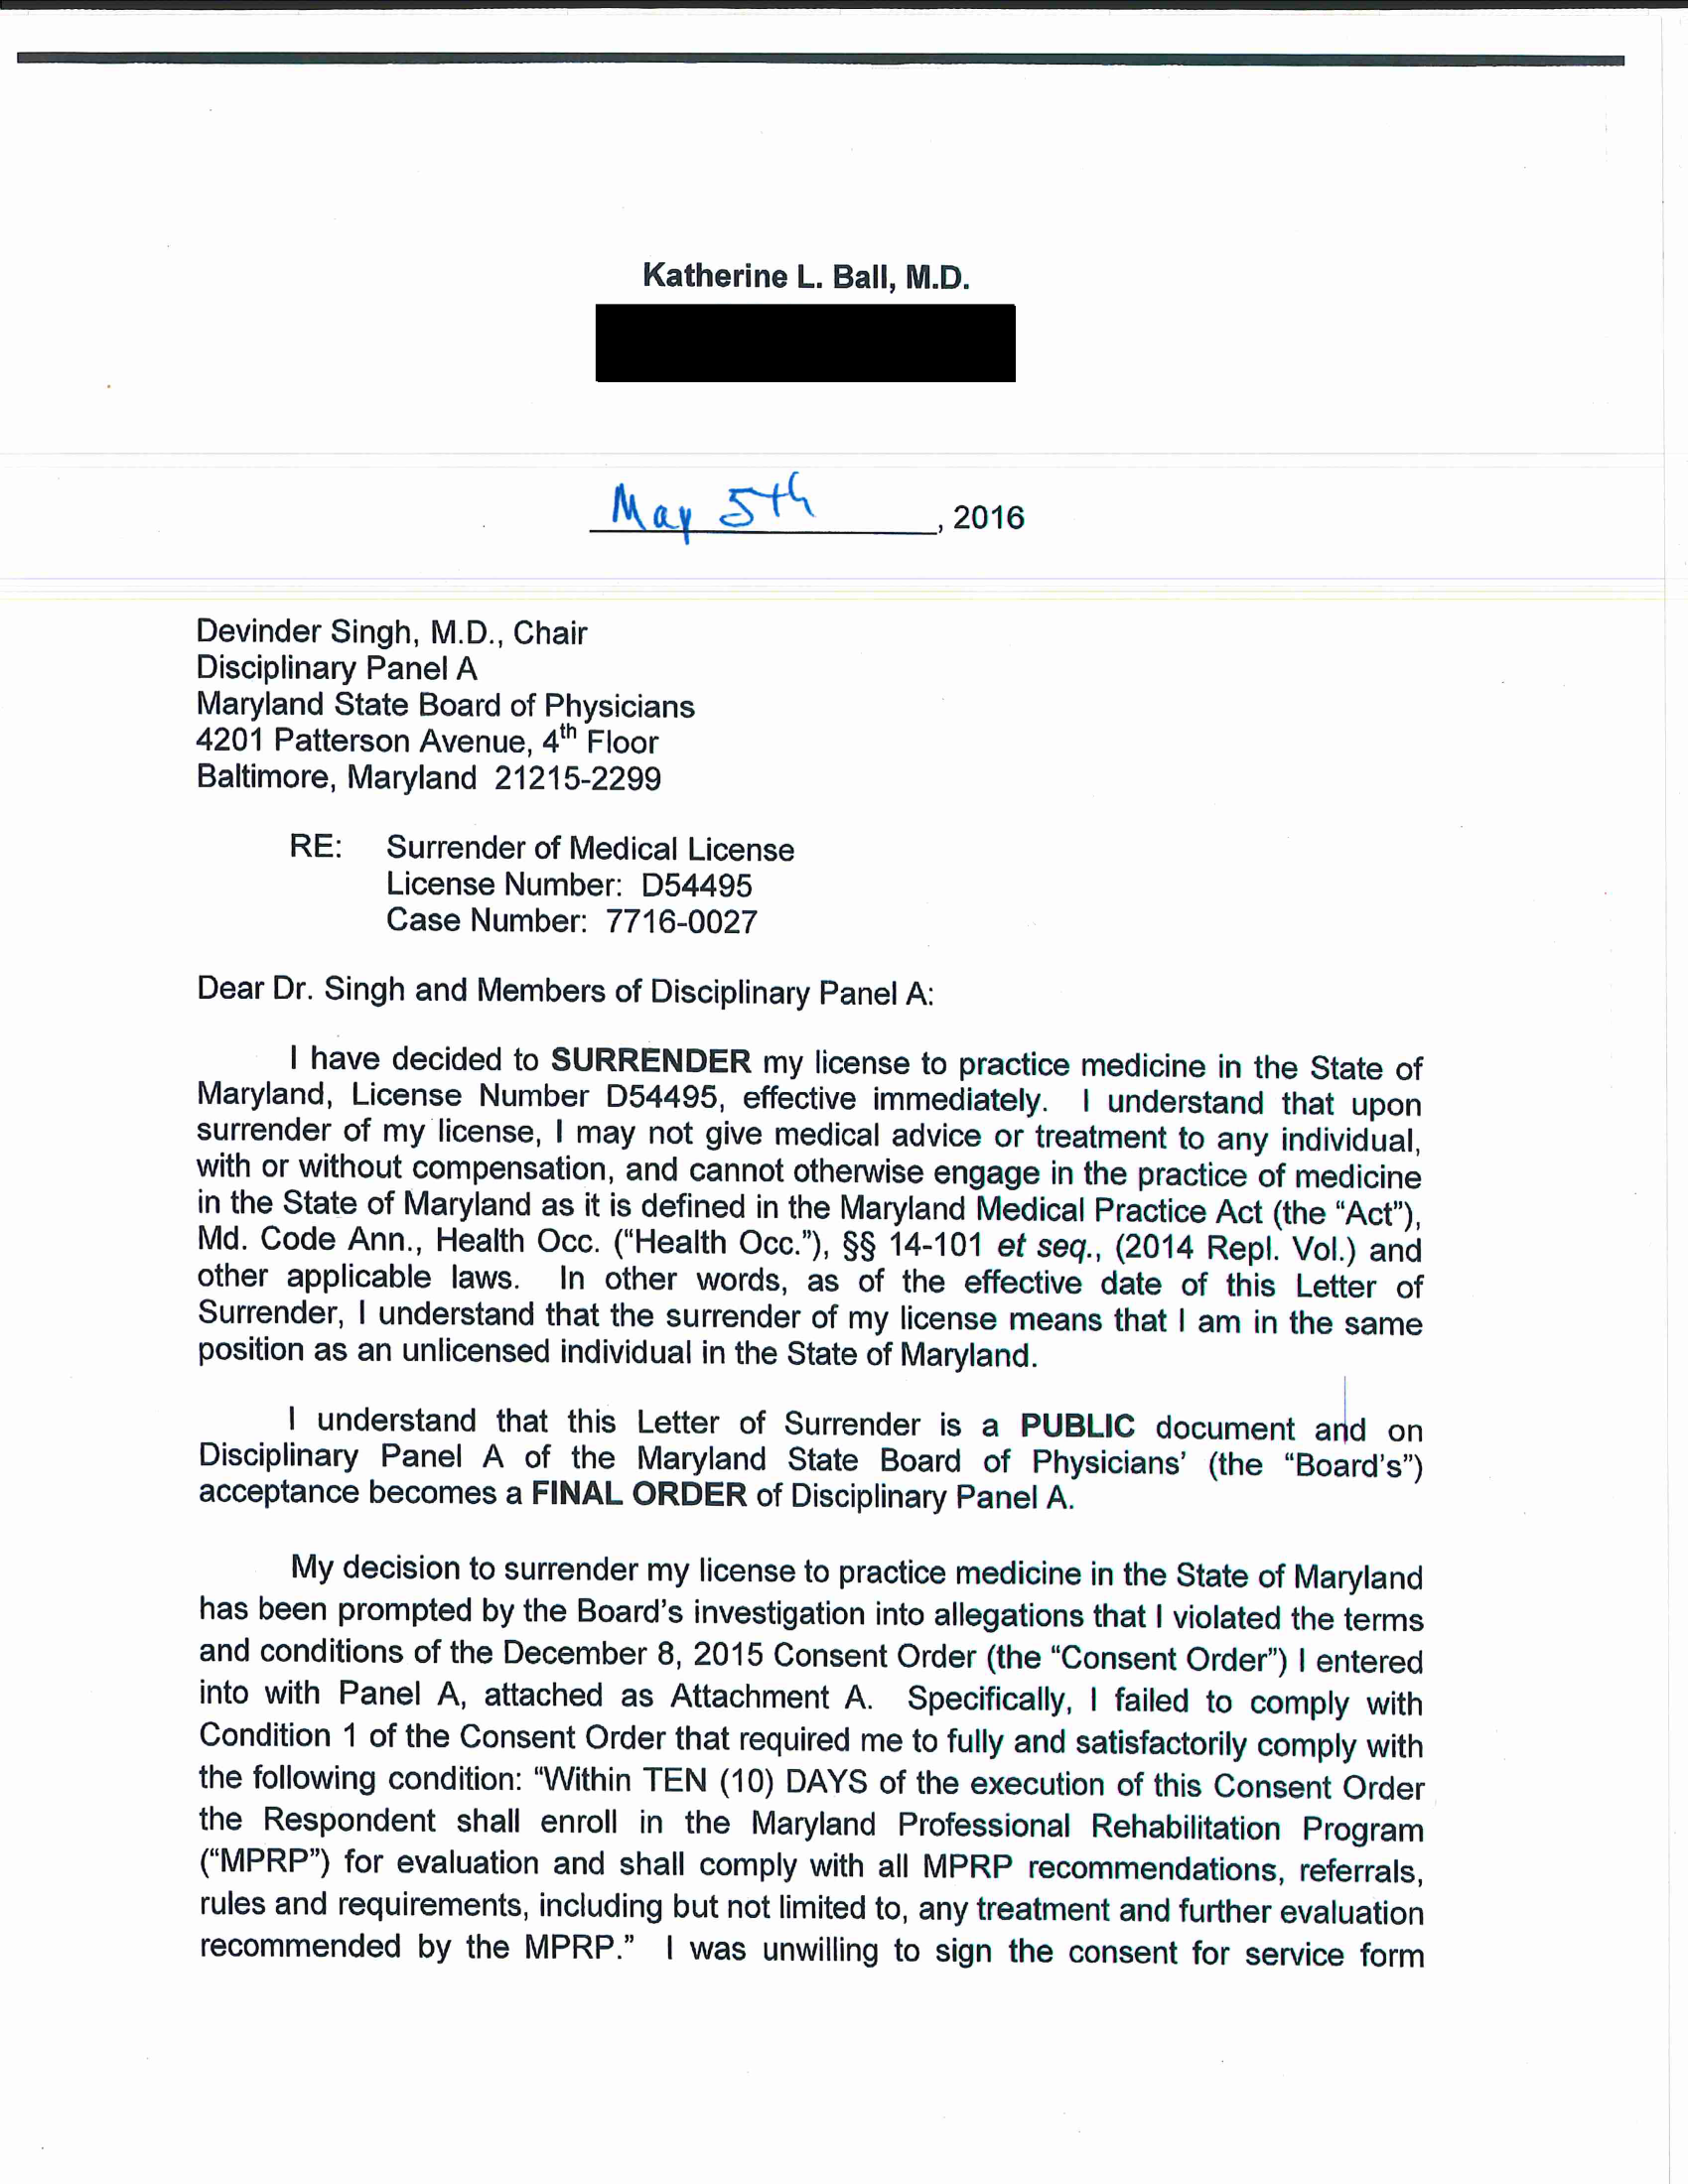 Katherine L. Ball, M.D.
May 5th, 2016
Devinder Singh, M.D., Chair
Disciplinary Panel A
Maryland State Board of Physicians
4201 Patterson Avenue, 4th Floor
Baltimore, Maryland 21215-2299
RE: Surrender of Medical License
License Number: D54495
Case Number: 7716-0027
Dear Dr. Singh and Members of Disciplinary Panel A:
I have decided to SURRENDER my license to practice medicine in the State of
Maryland, License Number D54495, effective immediately. I understand that upon
surrender of my license, I may not give medical advice or treatment to any individual,
with or without compensation, and cannot otherwise engage in the practice of medicine
in the State of Maryland as it is defined in the Maryland Medical Practice Act (the “Act”),
Md. Code Ann., Health Occ. (“Health Occ.”), §§ 14-101 et seq., (2014 Repl. Vol.) and
other applicable laws. In other words, as of the effective date of this Letter of
Surrender, I understand that the surrender of my license means that I am in the same
position as an unlicensed individual in the State of Maryland.
I understand that this Letter of Surrender is a PUBLIC document and on
Disciplinary Panel A of the Maryland State Board of Physicians’ (the “Board’s”)
acceptance becomes a FINAL ORDER of Disciplinary Panel A.
My decision to surrender my license to practice medicine in the State of Maryland
has been prompted by the Board’s investigation into allegations that I violated the terms
and conditions of the December 8, 2015 Consent Order (the “Consent Order”) I entered
into with Panel A, attached as Attachment A. Specifically, I failed to comply with
Condition 1 of the Consent Order that required me to fully and satisfactorily comply with
the following condition: “Within TEN (10) DAYS of the execution of this Consent Order
the Respondent shall enroll in the Maryland Professional Rehabilitation Program
(“MPRP”) for evaluation and shall comply with all MPRP recommendations, referrals,
rules and requirements, including but not limited to, any treatment and further evaluation
recommended by the MPRP.” I was unwilling to sign the consent for service form